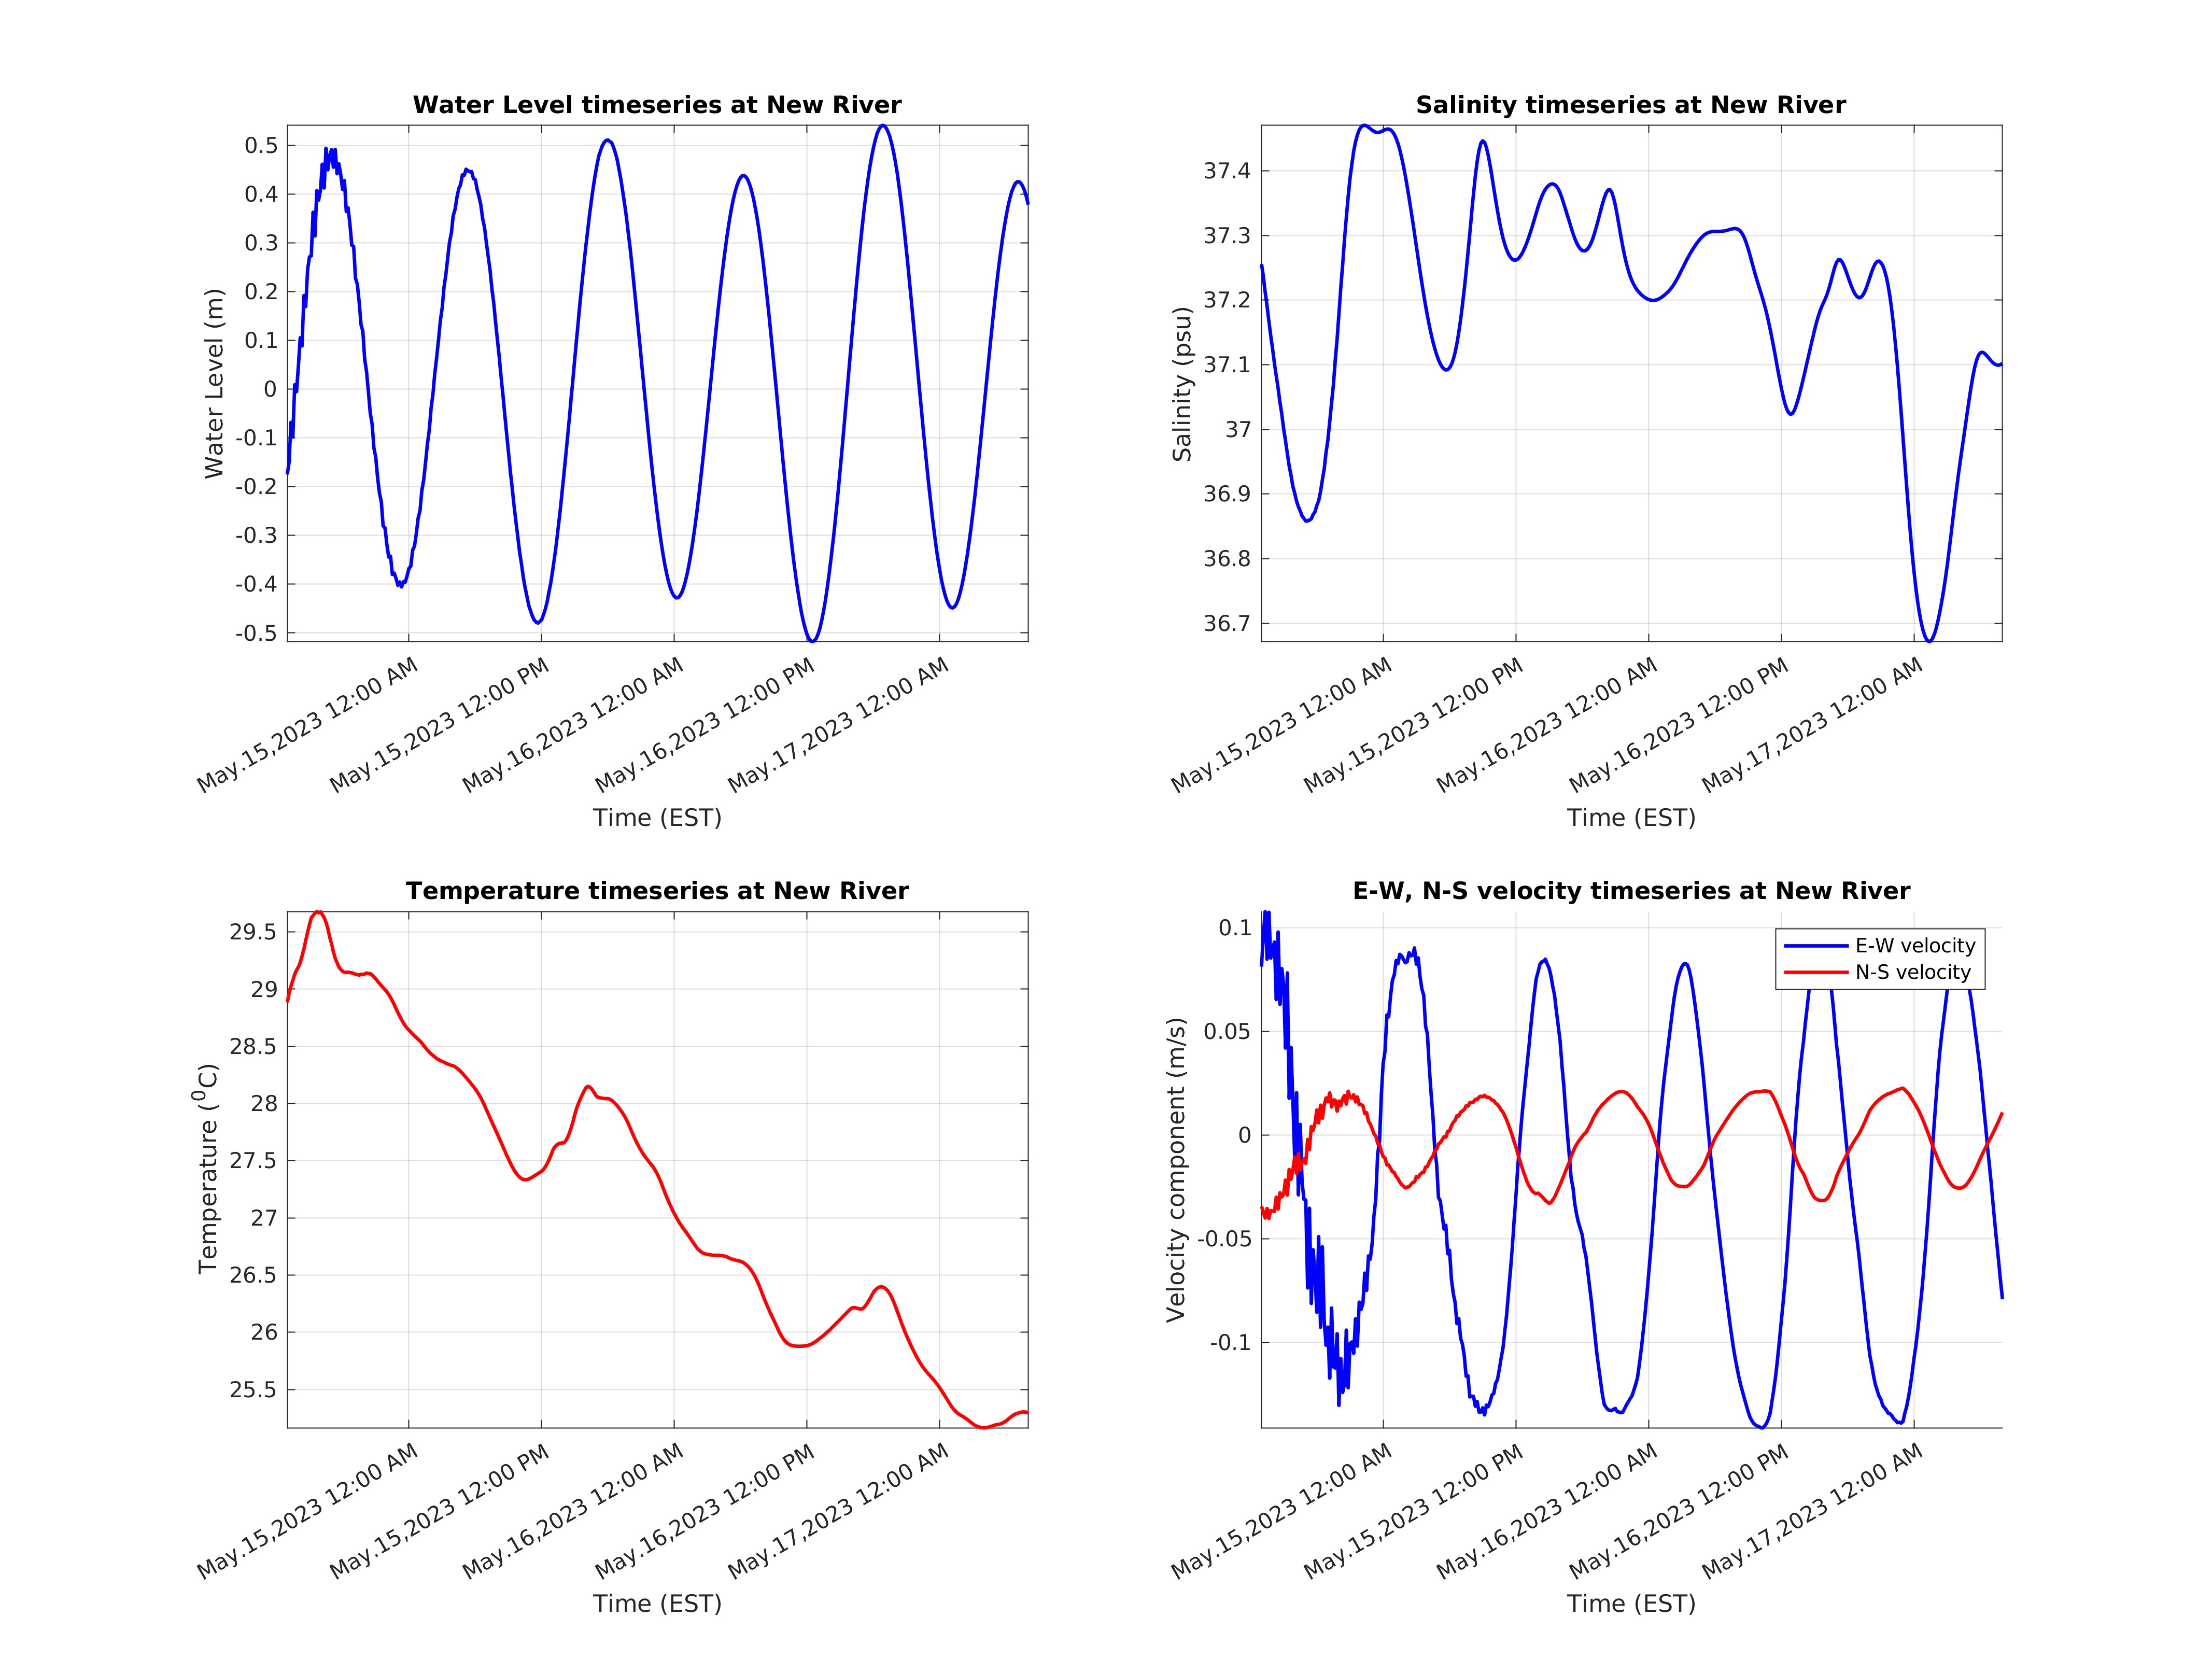 Water Level timeseries at New River
Water Level (m)
0.5
0.4
0.3
0.2
0.1
0
-0.1
-0.2
-0.3
-0.4
-0.5
May.15,2023 12:00 AM
May.15,2023 12:00 PM
May.16,2023 12:00 AM
May.16,2023 12:00 PM
May.17,2023 12:00 AM
Time (EST)
Salinity timeseries at New River
Salinity (psu)
37.4
37.3
37.2
37.1
37
36.9
36.8
36.7
May.15,2023 12:00 AM
May.15,2023 12:00 PM
May.16,2023 12:00 AM
May.16,2023 12:00 PM
May.17,2023 12:00 AM
Time (EST)
Temperature timeseries at New River
Temperature (⁰C)
29.5
29
28.5
28
27.5
27
26.5
26
25.5
May.15,2023 12:00 AM
May.15,2023 12:00 PM
May.16,2023 12:00 AM
May.16,2023 12:00 PM
May.17,2023 12:00 AM
Time (EST)
E-W, N-S velocity timeseries at New River
Velocity component (m/s)
0.1
0.05
0
-0.05
-0.1
E-W velocity
N-S velocity
May.15,2023 12:00 AM
May.15,2023 12:00 PM
May.16,2023 12:00 AM
May.16,2023 12:00 PM
May.17,2023 12:00 AM
Time (EST)